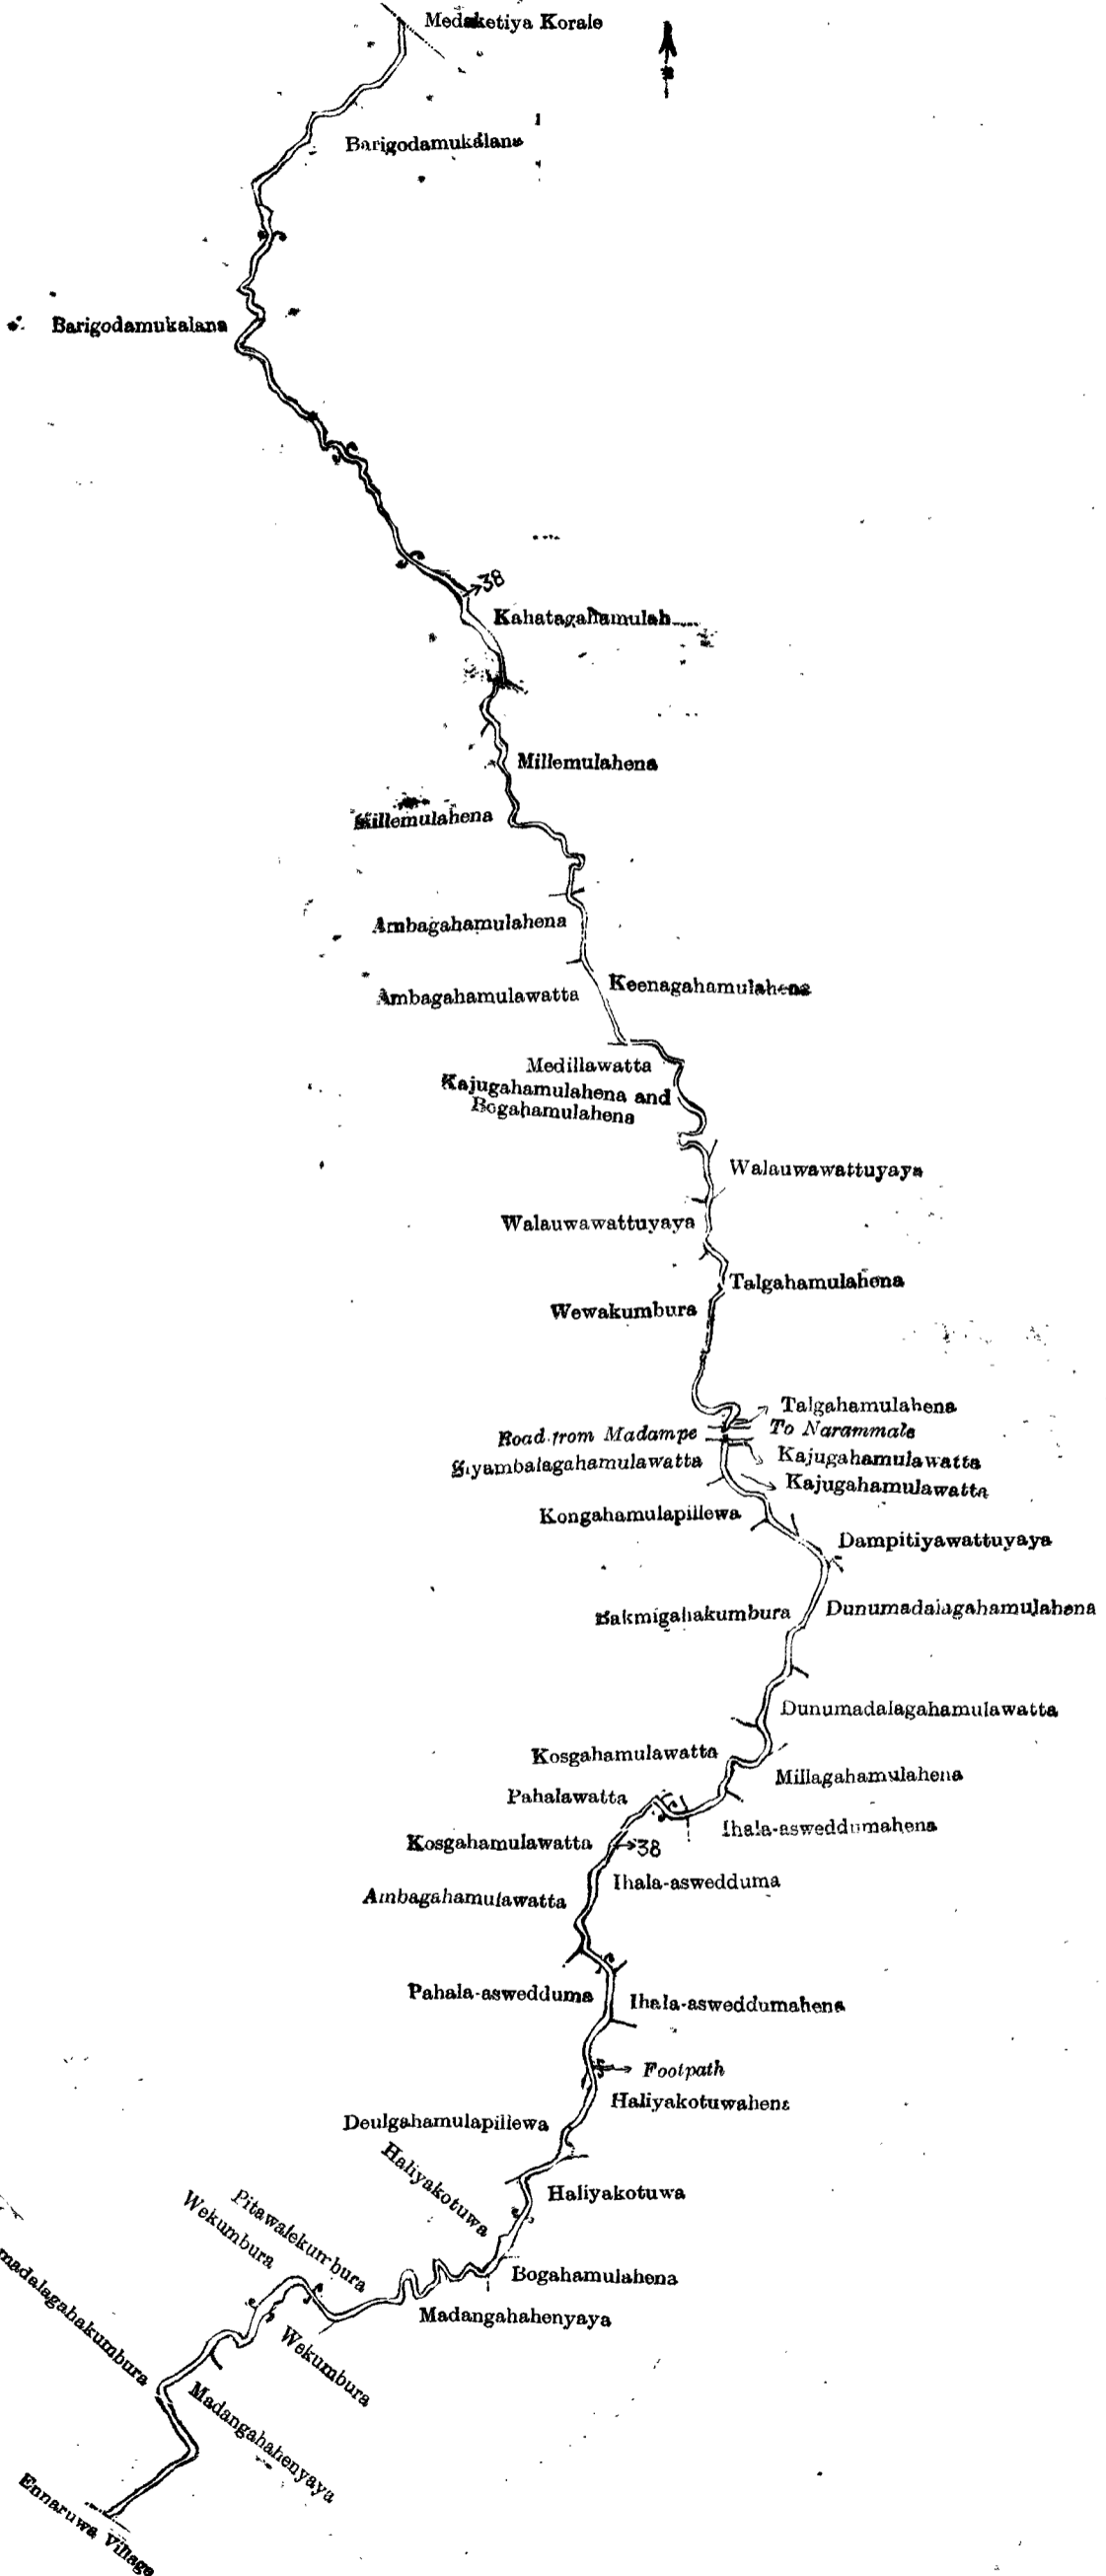 Medaketiya Korale
Barigodamukalana
Barigodamukalana
38
Kahatagahamulah
Millemulahena
Millemulahena
Ambagahamulahena
Keenagahamulahena
Ambagahamulawatta
Medillawatta
Kajugahamulahena and
Bogahamulahena
Walauwawattuyaya
Walauwawattuyaya
Talgahamulahena
Wewakumbura
Talgahamulahena
Road from Madampe
To Narammala
Kajugahamulawatta
Siyambalagahamulawatta
Kajugahamulawatta
Kongahamulapillewa
Dampitiyawattuyaya
Bakmigahakumbura
Dunumadalagahamulahena
Dunumadalagahamulawatta
Kosgahamulawatta
Millagahamulahena
Pahalawatta
Ihala-asweddumahena
Kosgahamulawatta
38
Ihala-aswedduma
Ambagahamulawatta
Pahala-aswedduma
Ihala-asweddumahena
Footpath
Haliyakotuwahena
Deulgahamulapillewa
Haliyakotuwa
Haliyakotuwa
Pitawalekumbura
Wekumbura
Bogahamulahena
Madangahahenyaya
Wekumbura
madalagahakumbura
Madangahahenyaya
Ennaruwa Village